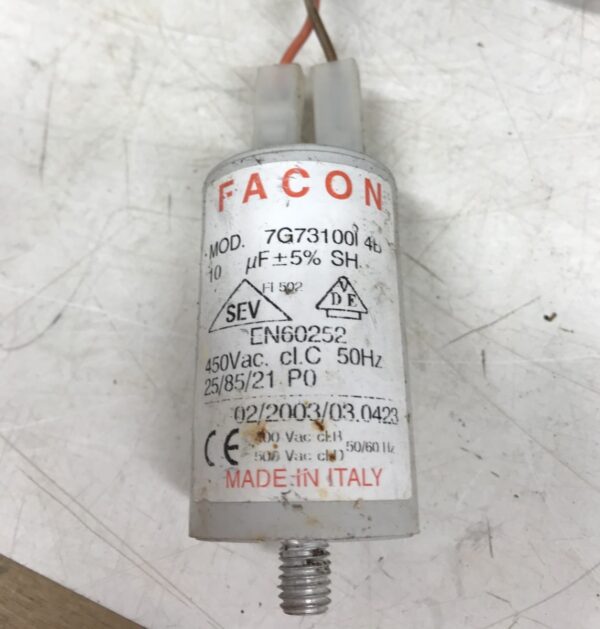 FACON
MOD. 7G73100I 4B
10 µF±5% SH.
FI 502
SEV
VDE
EN60252
450Vac. cl.C 50Hz
25/85/21 P0
02/2003/03.0423
CE
400 Vac cl.B
500 Vac cl.D
50/60 Hz
MADE IN ITALY